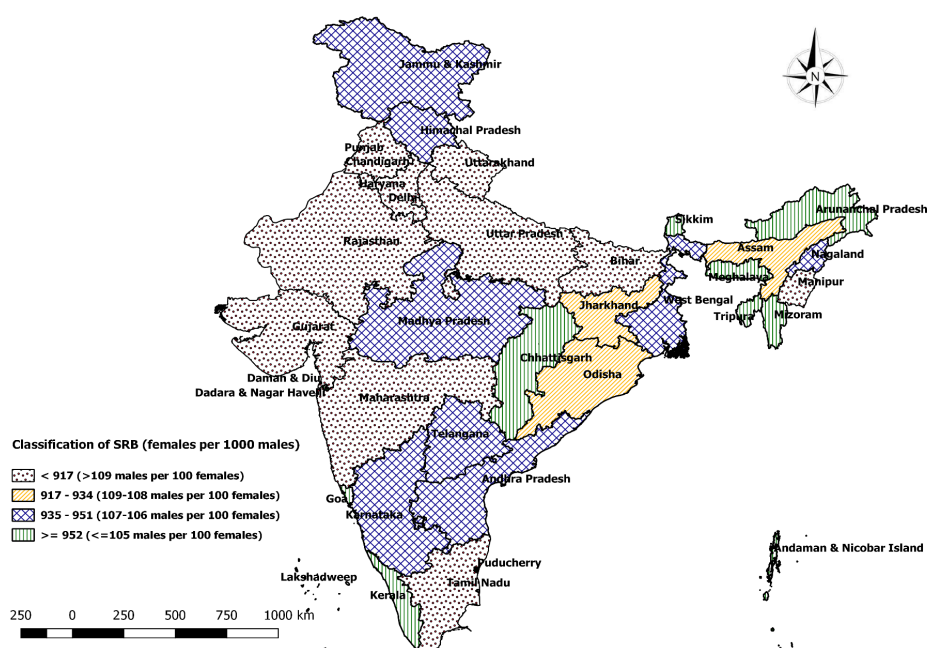 N
Jammu & Kashmir
Himachal Pradesh
Punjab
Chandigarh
Uttarakhand
Haryana
Delhi
Sikkim
Arunanchal Pradesh
Rajasthan
Uttar Pradesh
Assam
Nagaland
Bihar
Meghalaya
Manipur
West Bengal
Jharkhand
Tripura
Mizoram
Gujarat
Madhya Pradesh
Chhattisgarh
Odisha
Daman & Diu
Dadara & Nagar Haveli
Maharashtra
Telangana
Classification of SRB (females per 1000 males)
< 917 (>109 males per 100 females)
917 - 934 (109-108 males per 100 females)
935 - 951 (107-106 males per 100 females)
>= 952 (<=105 males per 100 females)
Andhra Pradesh
Goa
Karnataka
Andaman & Nicobar Island
Puducherry
Lakshadweep
Tamil Nadu
Kerala
250 0 250 500 750 1000 km